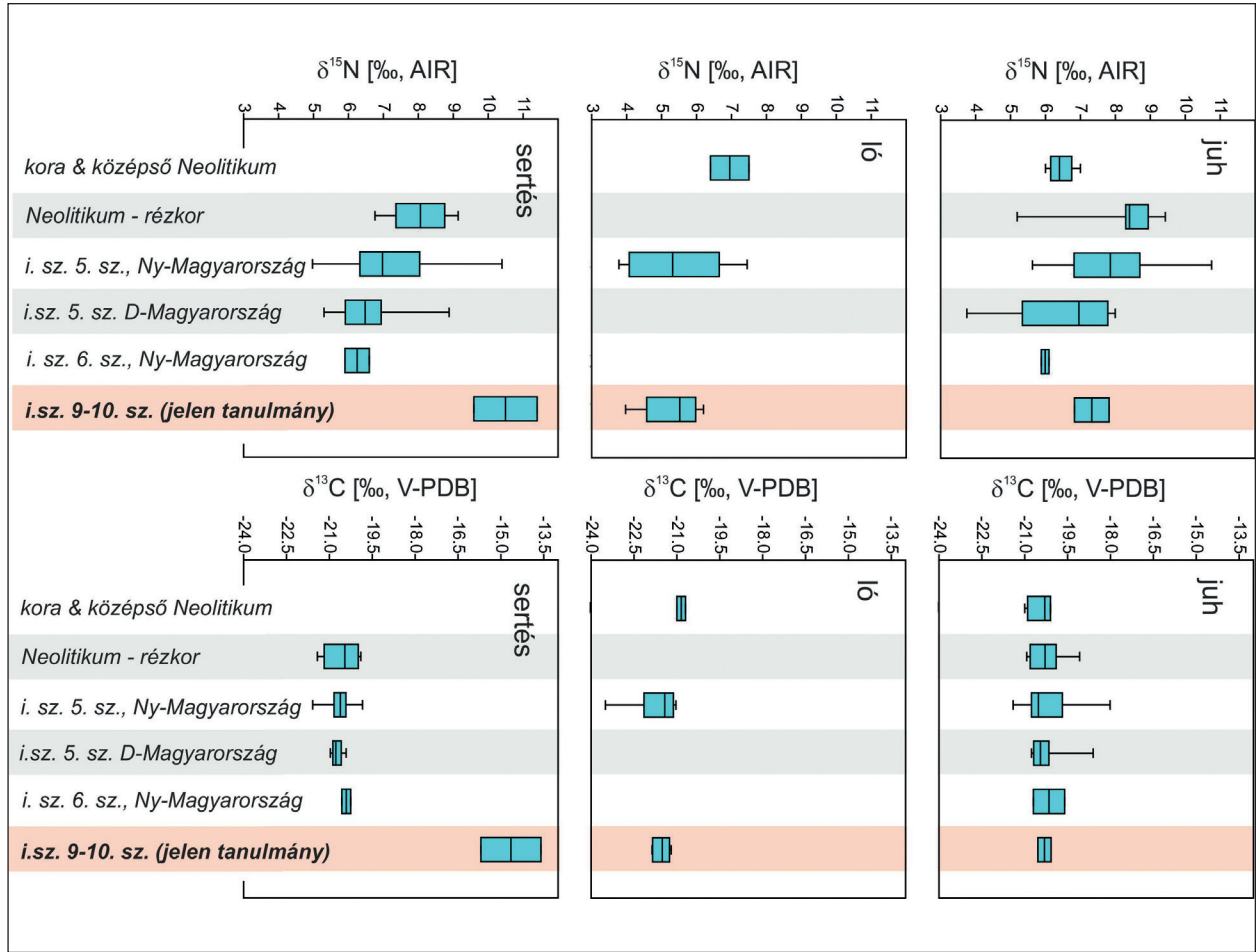 δ¹⁵N [‰, AIR]
3 4 5 6 7 8 9 10 11
sertés
δ¹⁵N [‰, AIR]
3 4 5 6 7 8 9 10 11
ló
δ¹⁵N [‰, AIR]
3 4 5 6 7 8 9 10 11
juh
kora & középső Neolitikum
Neolitikum - rézkor
i. sz. 5. sz., Ny-Magyarország
i.sz. 5. sz. D-Magyarország
i. sz. 6. sz., Ny-Magyarország
i.sz. 9-10. sz. (jelen tanulmány)
δ¹³C [‰, V-PDB]
-24.0 -22.5 -21.0 -19.5 -18.0 -16.5 -15.0 -13.5
sertés
δ¹³C [‰, V-PDB]
-24.0 -22.5 -21.0 -19.5 -18.0 -16.5 -15.0 -13.5
ló
δ¹³C [‰, V-PDB]
-24.0 -22.5 -21.0 -19.5 -18.0 -16.5 -15.0 -13.5
juh
kora & középső Neolitikum
Neolitikum - rézkor
i. sz. 5. sz., Ny-Magyarország
i.sz. 5. sz. D-Magyarország
i. sz. 6. sz., Ny-Magyarország
i.sz. 9-10. sz. (jelen tanulmány)